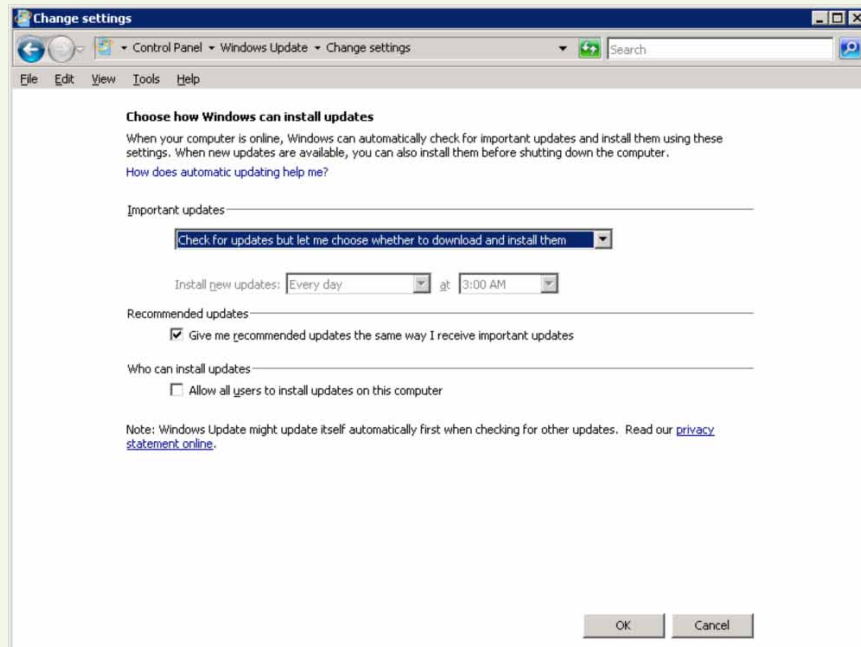 Change settings
Control Panel Windows Update Change settings Search
File Edit View Tools Help
Choose how Windows can install updates
When your computer is online, Windows can automatically check for important updates and install them using these
settings. When new updates are available, you can also install them before shutting down the computer.
How does automatic updating help me?
Important updates
Check for updates but let me choose whether to download and install them
Install new updates: Every day at 3:00 AM
Recommended updates
Give me recommended updates the same way I receive important updates
Who can install updates
Allow all users to install updates on this computer
Note: Windows Update might update itself automatically first when checking for other updates. Read our privacy
statement online.
OK Cancel